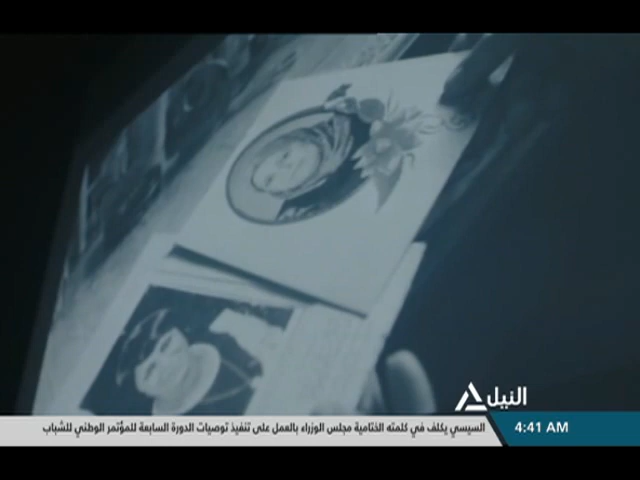 النيل
السيسي يكلف في كلمته الختامية مجلس الوزراء بالعمل على تنفيذ توصيات الدورة السابعة للمؤتمر الوطني للشباب
4:41 AM